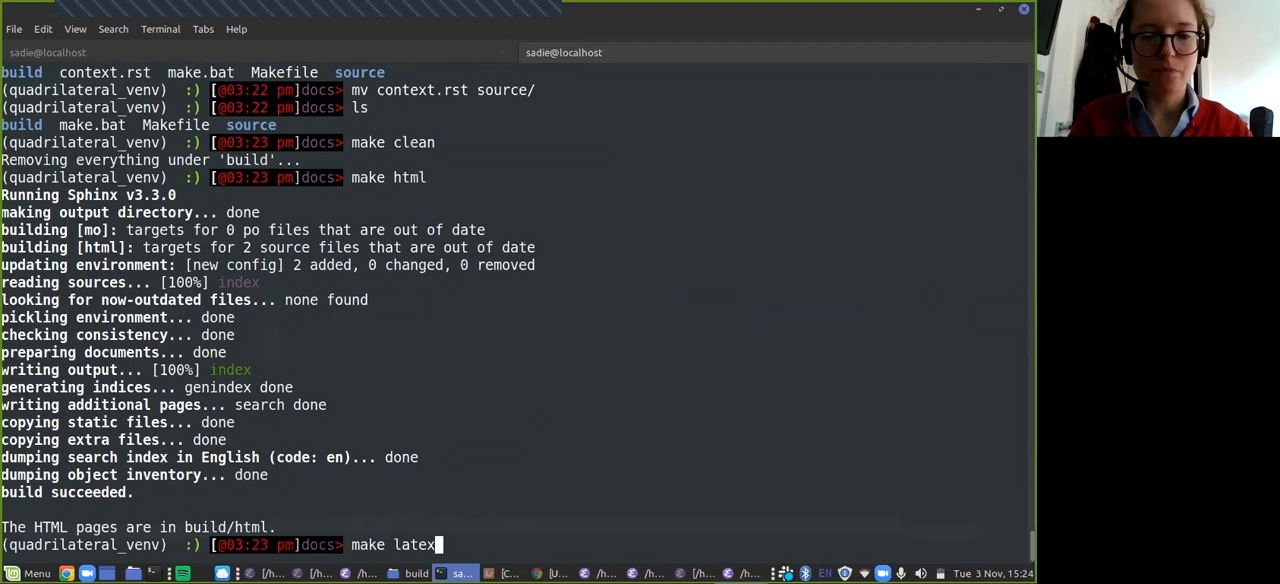 File Edit View Search Terminal Tabs Help
sadie@localhost sadie@localhost
build context.rst make.bat Makefile source
(quadrilateral_venv) :) [@03:22 pm]docs> mv context.rst source/
(quadrilateral_venv) :) [@03:22 pm]docs> ls
build make.bat Makefile source
(quadrilateral_venv) :) [@03:23 pm]docs> make clean
Removing everything under 'build'...
(quadrilateral_venv) :) [@03:23 pm]docs> make html
Running Sphinx v3.3.0
making output directory... done
building [mo]: targets for 0 po files that are out of date
building [html]: targets for 2 source files that are out of date
updating environment: [new config] 2 added, 0 changed, 0 removed
reading sources... [100%] index
looking for now-outdated files... none found
pickling environment... done
checking consistency... done
preparing documents... done
writing output... [100%] index
generating indices... genindex done
writing additional pages... search done
copying static files... done
copying extra files... done
dumping search index in English (code: en)... done
dumping object inventory... done
build succeeded.
The HTML pages are in build/html.
(quadrilateral_venv) :) [@03:23 pm]docs> make latex
Menu [/h... [/h... /h... build sa... [C... [U... /h... /h... [/h... /h... EN Tue 3 Nov, 15:24